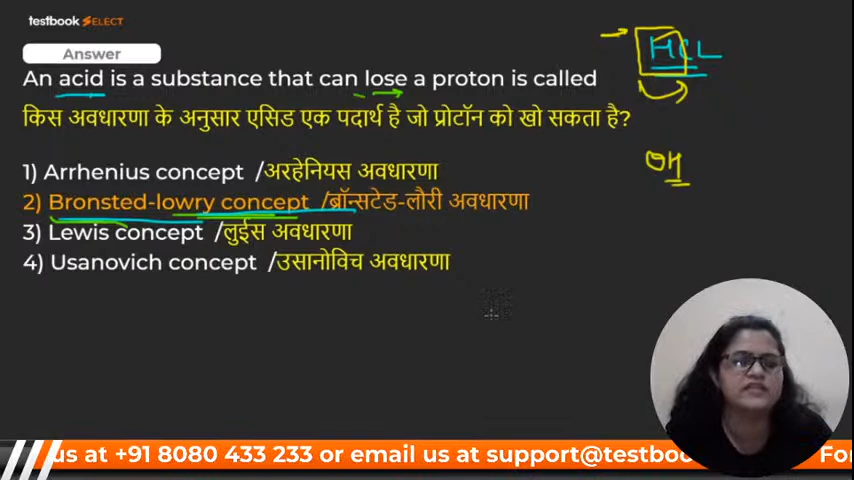 testbook SELECT
Answer
An acid is a substance that can lose a proton is called
किस अवधारणा के अनुसार एसिड एक पदार्थ है जो प्रोटॉन को खो सकता है?
1) Arrhenius concept /अरहेनियस अवधारणा
2) Bronsted-lowry concept /ब्रॉन्सटेड-लौरी अवधारणा
3) Lewis concept /लुईस अवधारणा
4) Usanovich concept /उसानोविच अवधारणा
HCL
OH
us at +91 8080 433 233 or email us at support@testboo For